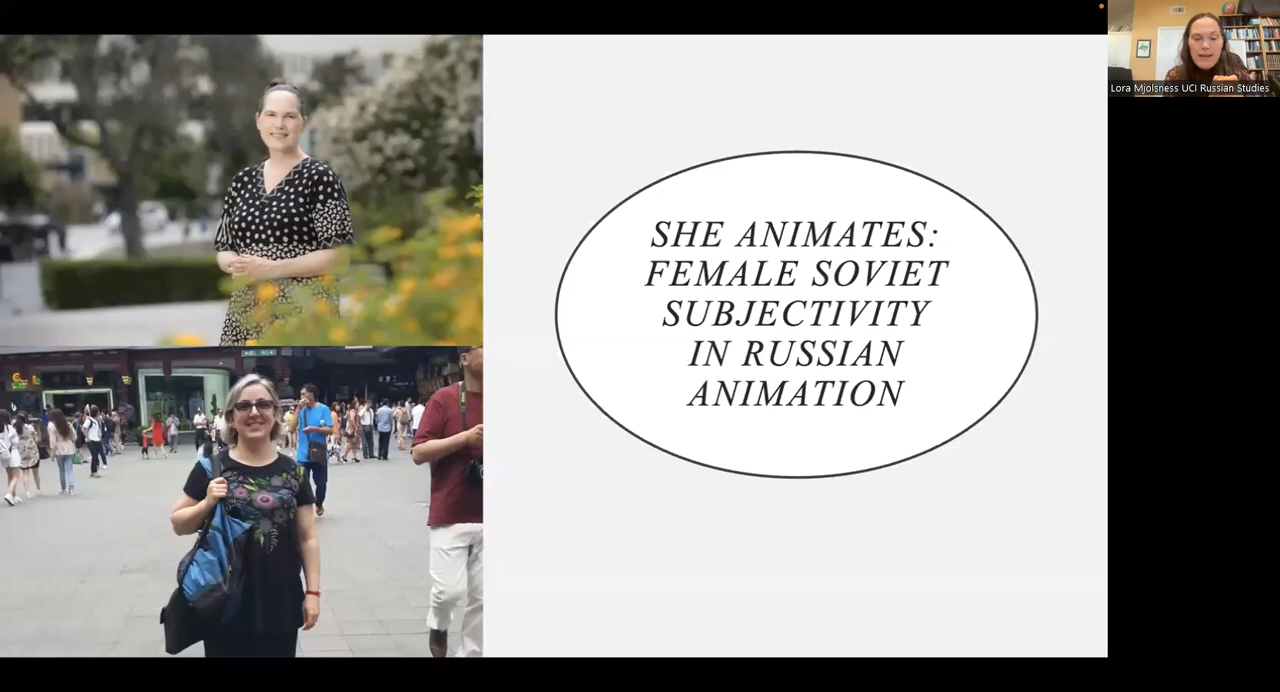 Lora Mjolsness UCI Russian Studies
SHE ANIMATES:
FEMALE SOVIET
SUBJECTIVITY
IN RUSSIAN
ANIMATION